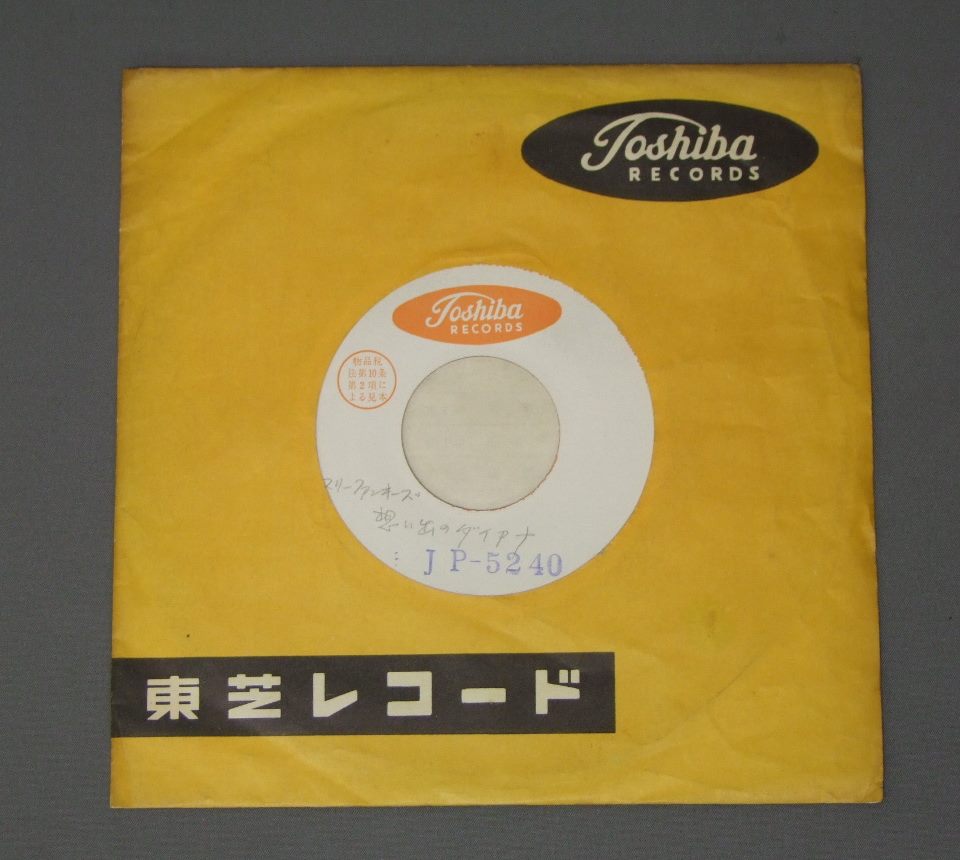 Toshiba
RECORDS
Toshiba
RECORDS
物品税
法第10条
第2項に
よる見本
スリーファンキーズ
想い出のダイアナ
JP-5240
東芝レコード